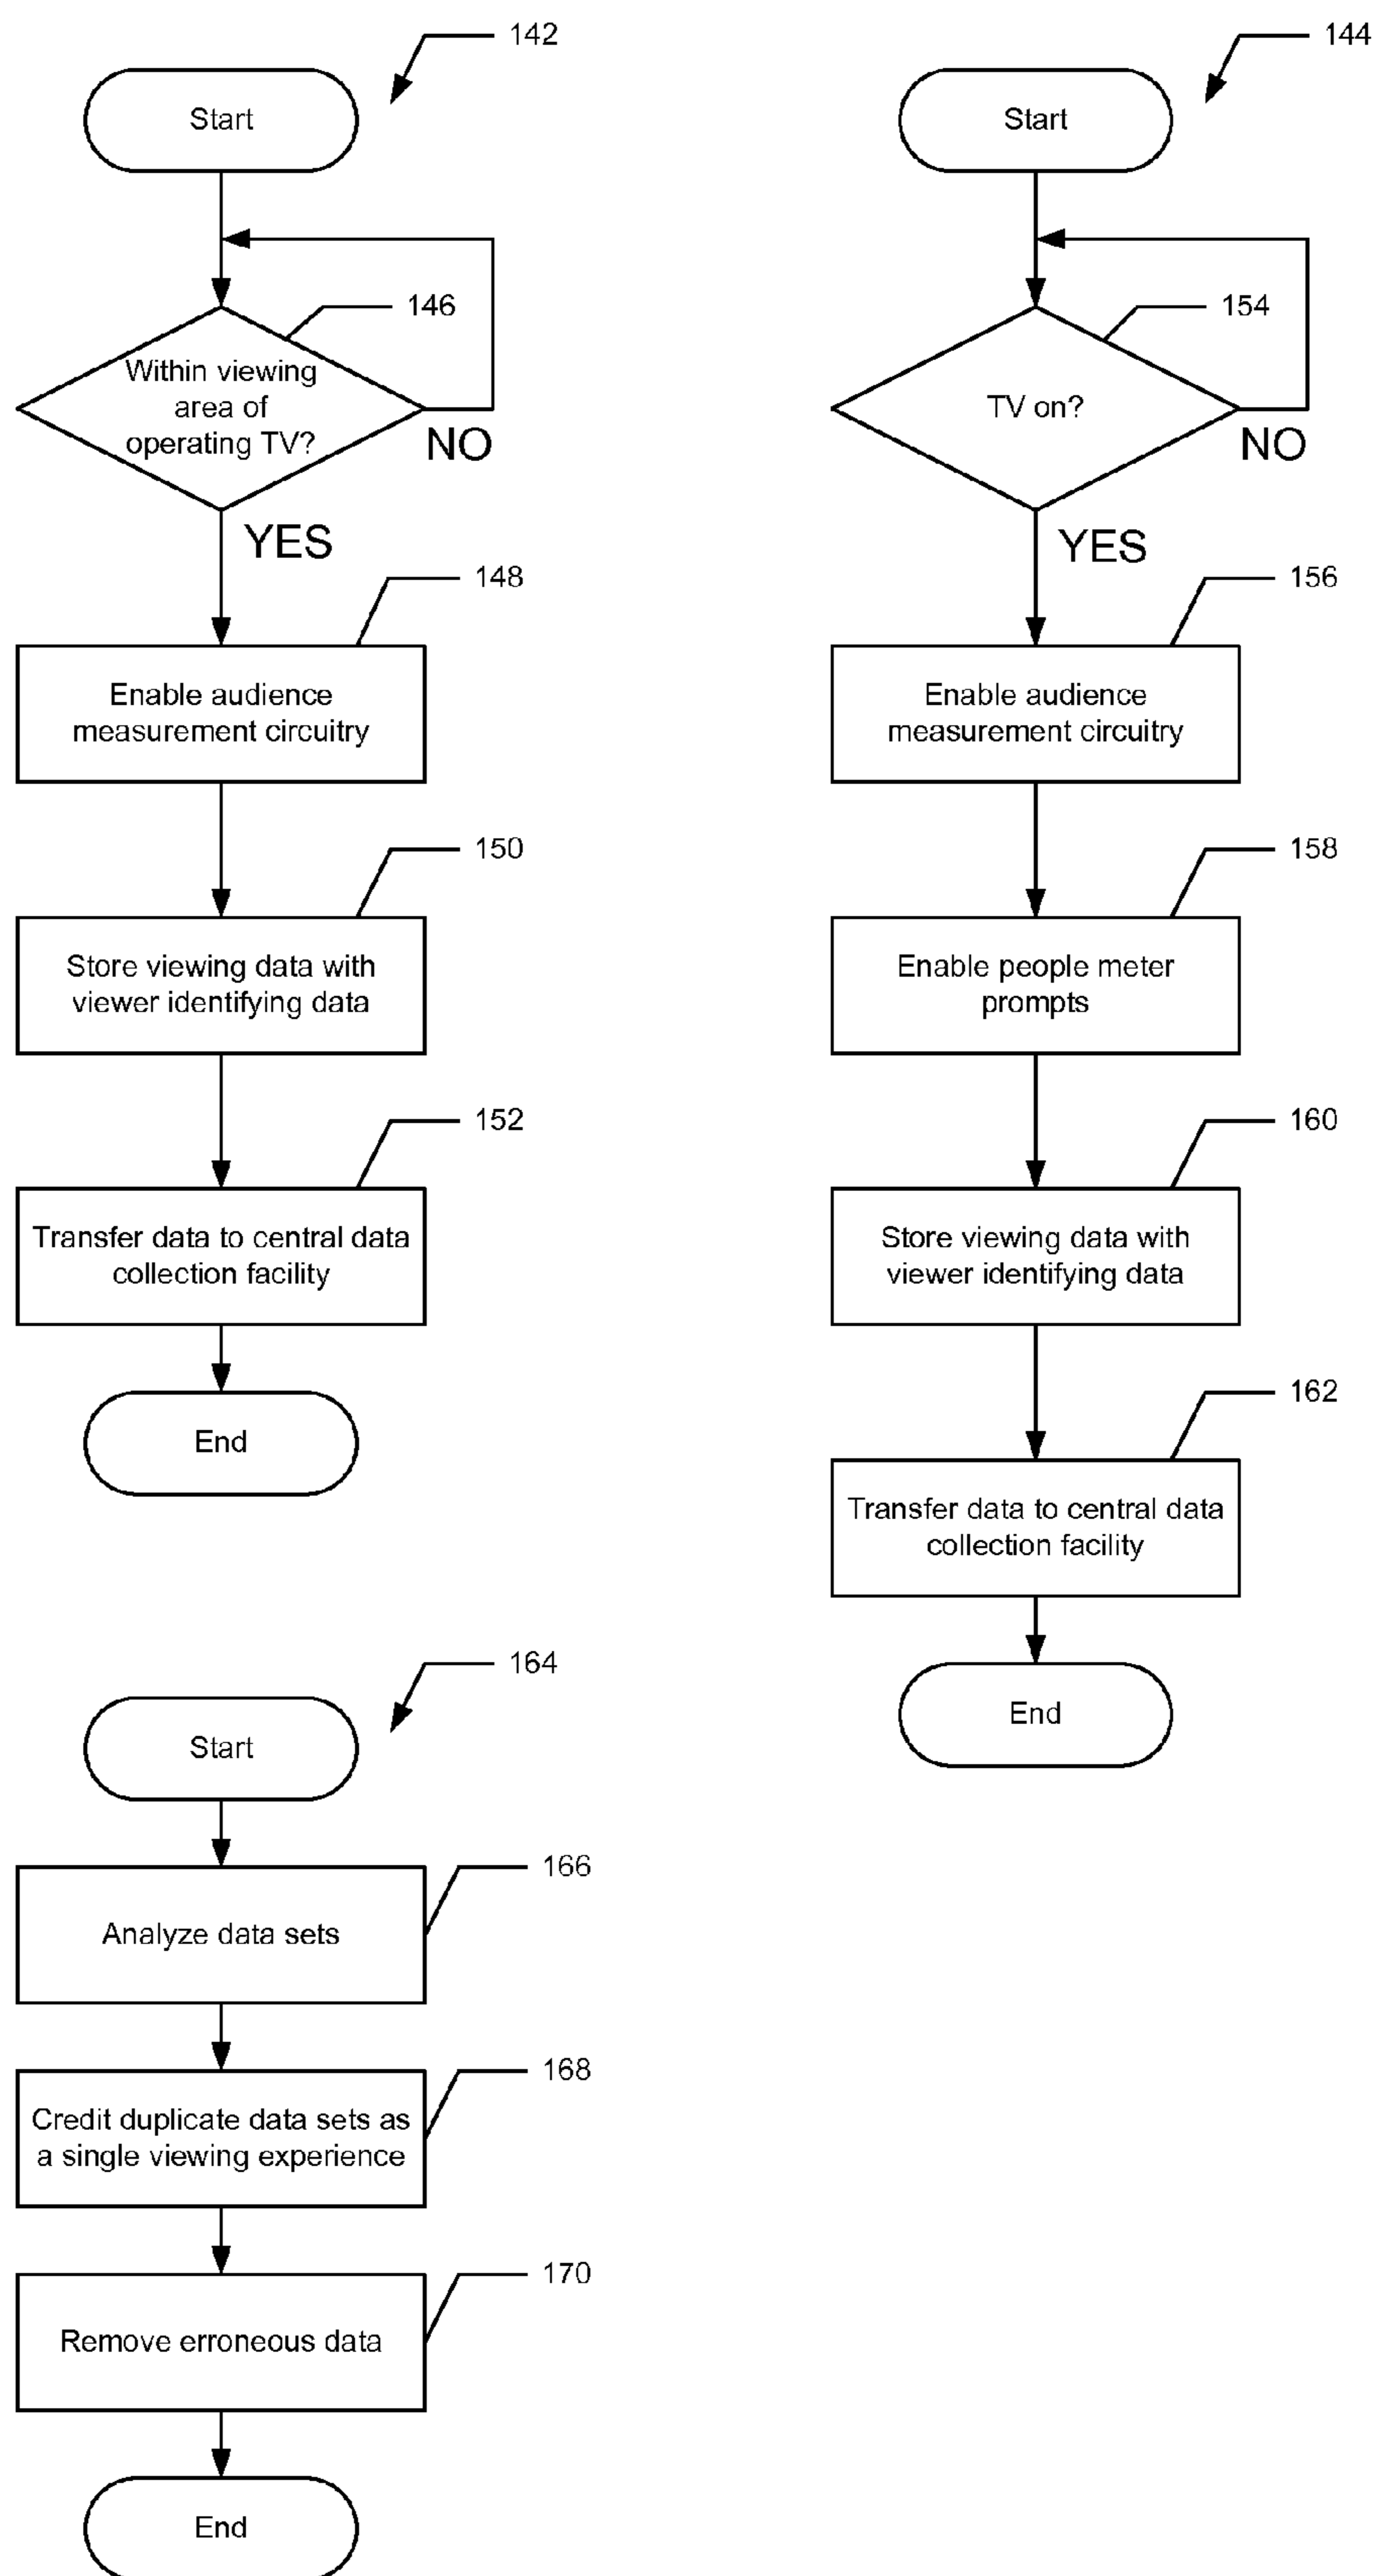 142
Start
146
Within viewing
area of
operating TV?
NO
YES
148
Enable audience
measurement circuitry
150
Store viewing data with
viewer identifying data
152
Transfer data to central data
collection facility
End
144
Start
154
TV on?
NO
YES
156
Enable audience
measurement circuitry
158
Enable people meter
prompts
160
Store viewing data with
viewer identifying data
162
Transfer data to central data
collection facility
End
164
Start
166
Analyze data sets
168
Credit duplicate data sets as
a single viewing experience
170
Remove erroneous data
End